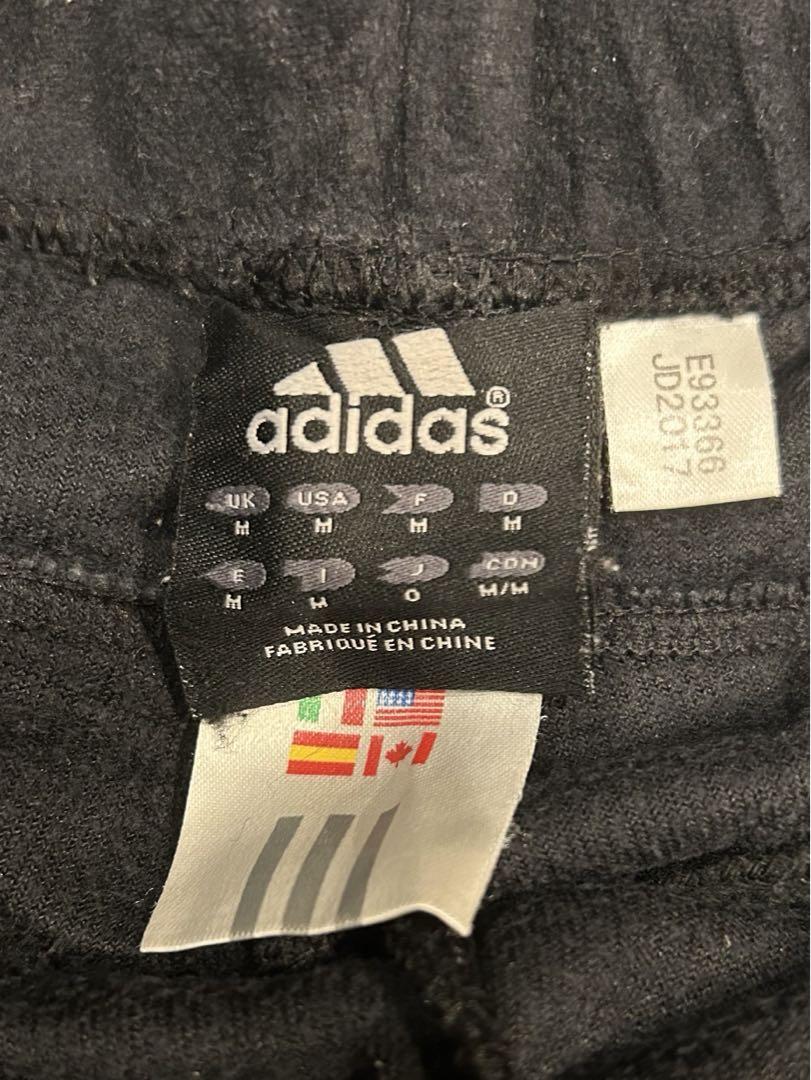 adidas®
UK USA F D
M M M M
E I J CDN
M M O M/M
MADE IN CHINA
FABRIQUÉ EN CHINE
E93366
JD2017